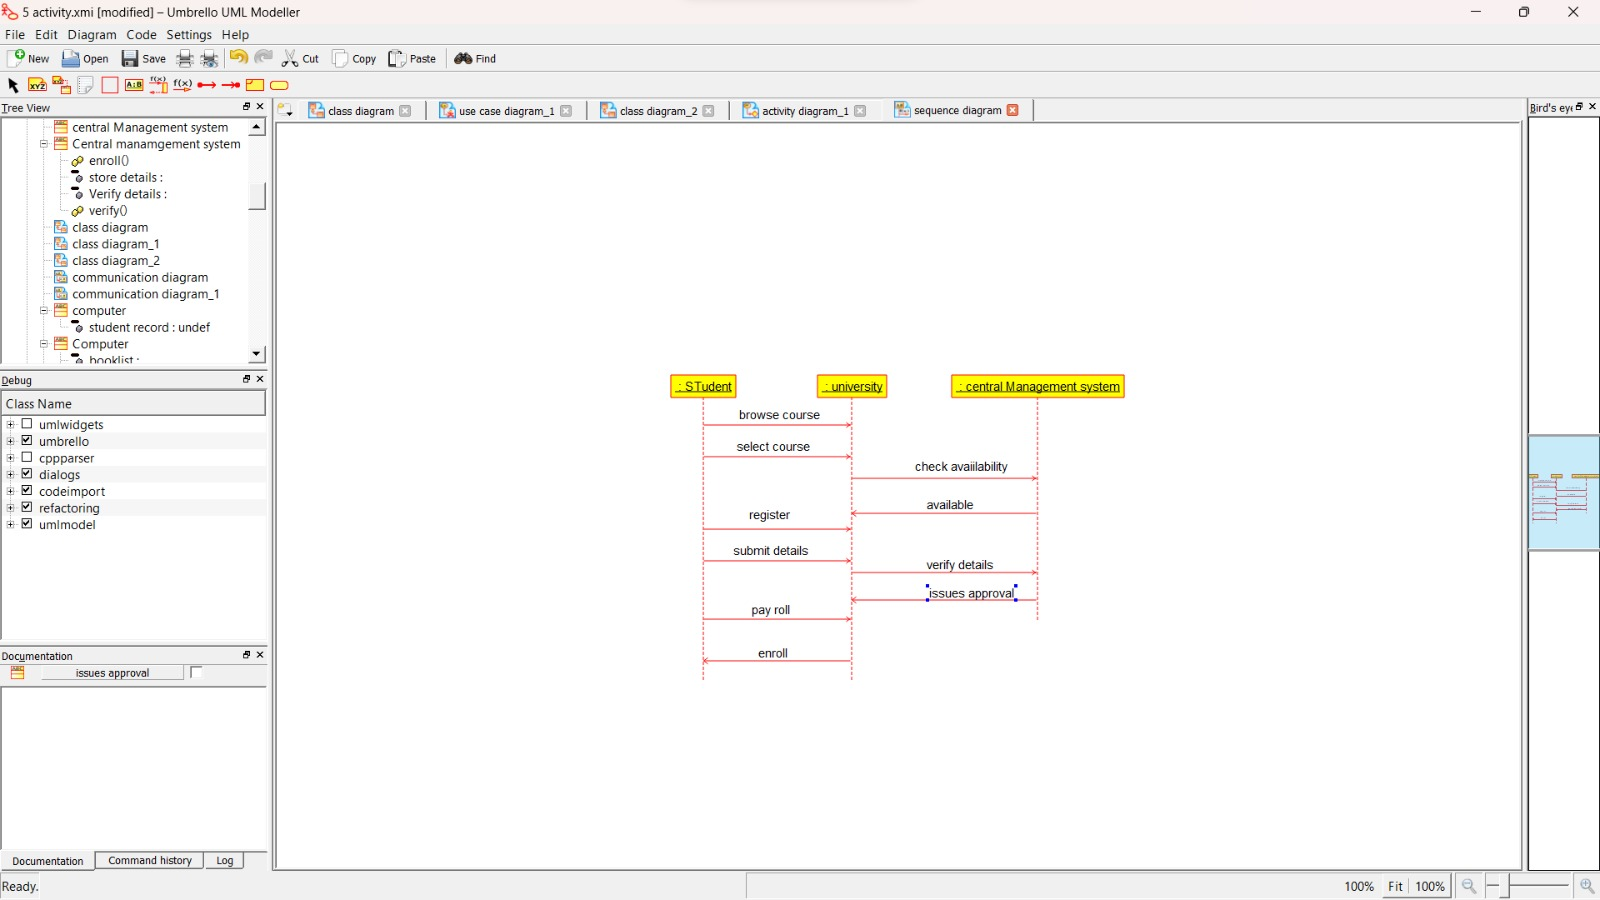 5 activity.xmi [modified] – Umbrello UML Modeller
File Edit Diagram Code Settings Help
New Open Save Cut Copy Paste Find
XYZ A:B f(x) f(x)
Tree View
class diagram use case diagram_1 class diagram_2 activity diagram_1 sequence diagram
Bird's eye
central Management system
Central manamgement system
enroll()
store details :
Verify details :
verify()
class diagram
class diagram_1
class diagram_2
communication diagram
communication diagram_1
computer
student record : undef
Computer
booklist :
Debug
Class Name
umlwidgets
umbrello
cppparser
dialogs
codeimport
refactoring
umlmodel
Documentation
issues approval
Documentation Command history Log
: STudent : university : central Management system
browse course
select course
check avaiilability
available
register
submit details
verify details
issues approval
pay roll
enroll
Ready.
100% Fit 100%